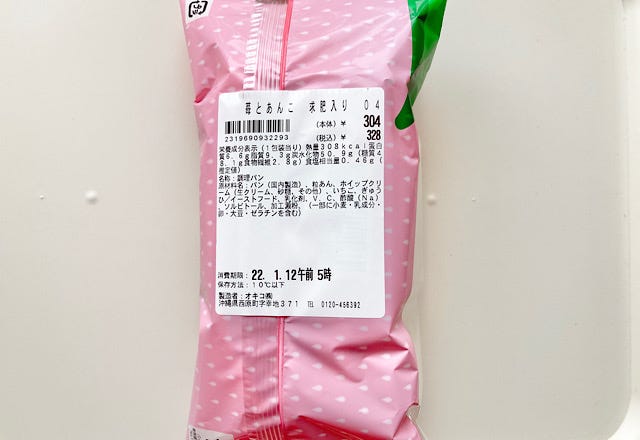 苺とあんこ 求肥入り 04
(本体)¥ 304
(税込)¥ 328
2319690932293
栄養成分表示(1包装当り)熱量308kcal蛋白
質6.6g脂質9.3g炭水化物50.9g(糖質4
8.1g食物繊維2.8g)食塩相当量0.46g(
推定値)
名称:調理パン
原材料名:パン(国内製造)、粒あん、ホイップクリ
ーム(生クリーム、砂糖、その他)、いちご、ぎゅう
ひ/イーストフード、乳化剤、V.C、酢酸(Na)
、ソルビトール、加工澱粉、(一部に小麦・乳成分・
卵・大豆・ゼラチンを含む)
消費期限:22. 1.12午前 5時
保存方法:10℃以下
製造者:オキコ㈱
沖縄県西原町字幸地371 TEL 0120-456392